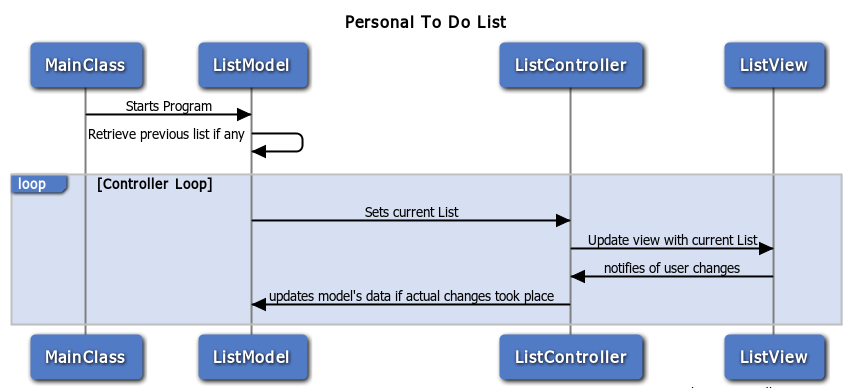 Personal To Do List
MainClass
ListModel
ListController
ListView
Starts Program
Retrieve previous list if any
loop
[Controller Loop]
Sets current List
Update view with current List
notifies of user changes
updates model's data if actual changes took place
MainClass
ListModel
ListController
ListView